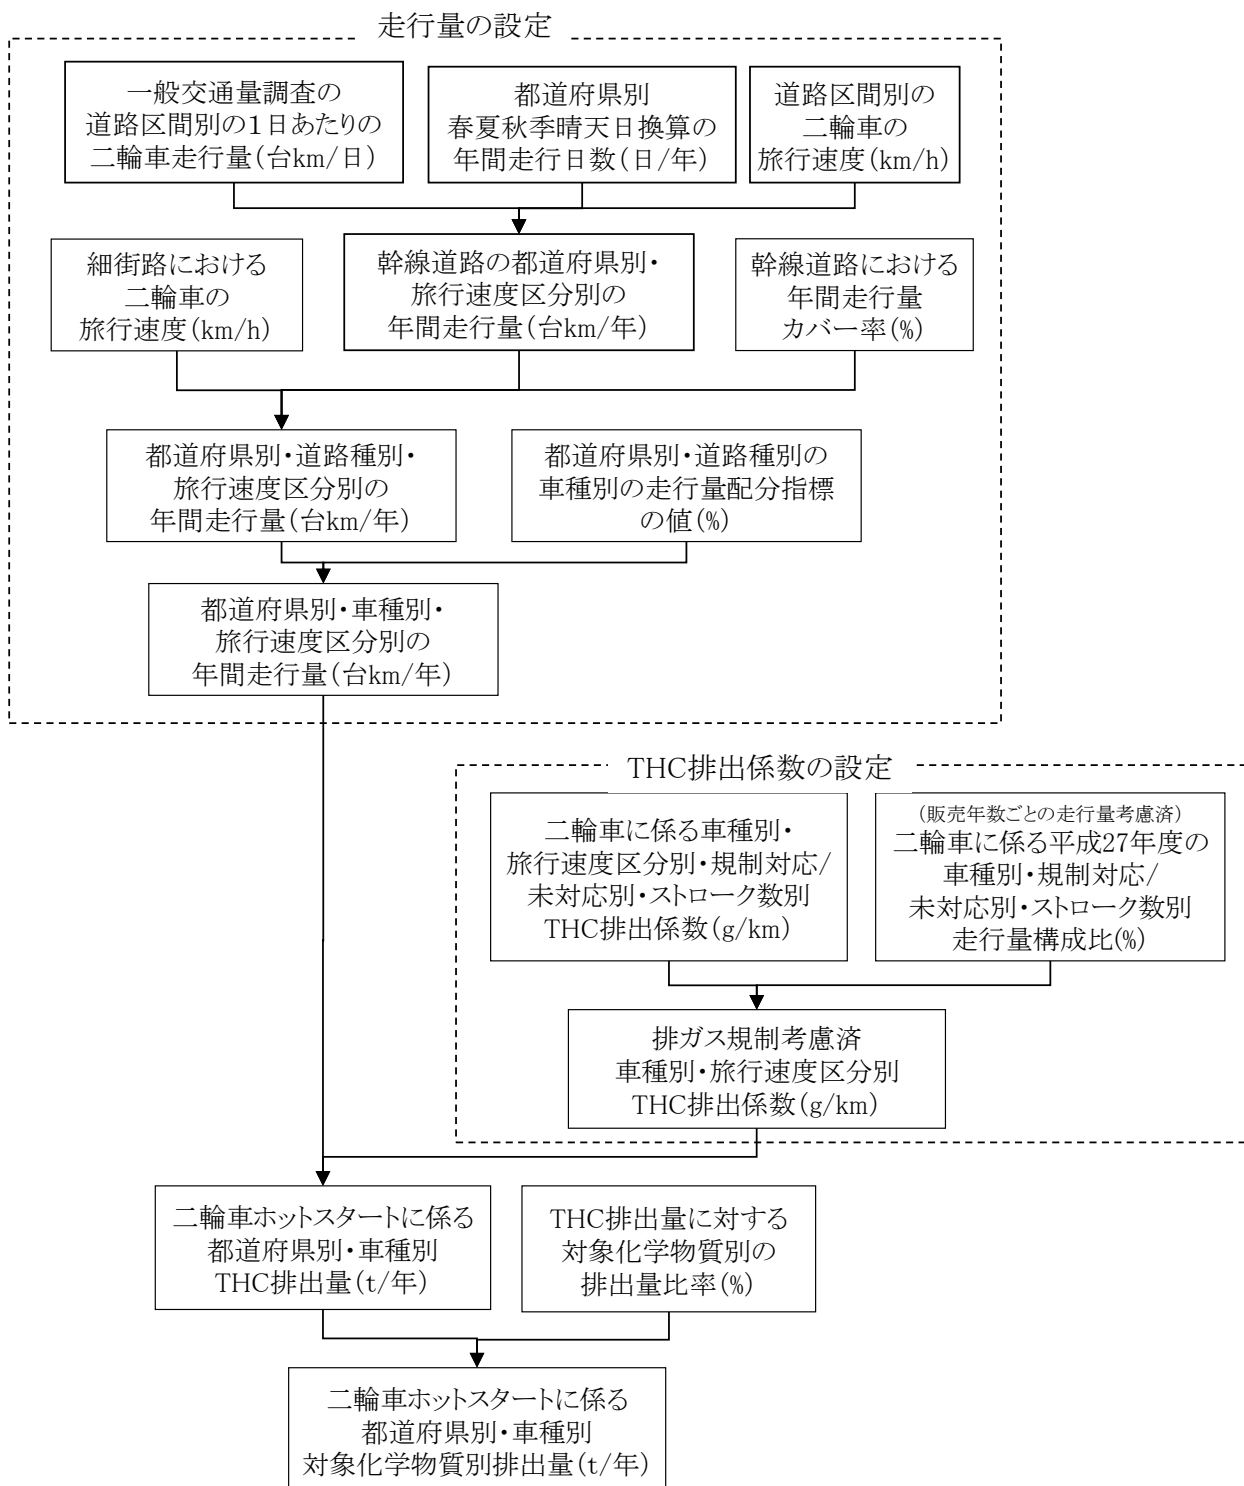 走行量の設定
一般交通量調査の
道路区間別の１日あたりの
二輪車走行量(台km/日)
都道府県別
春夏秋季晴天日換算の
年間走行日数(日/年)
道路区間別の
二輪車の
旅行速度(km/h)
細街路における
二輪車の
旅行速度(km/h)
幹線道路の都道府県別・
旅行速度区分別の
年間走行量(台km/年)
幹線道路における
年間走行量
カバー率(%)
都道府県別・道路種別・
旅行速度区分別の
年間走行量(台km/年)
都道府県別・道路種別の
車種別の走行量配分指標
の値(%)
都道府県別・車種別・
旅行速度区分別の
年間走行量(台km/年)
THC排出係数の設定
二輪車に係る車種別・
旅行速度区分別・規制対応/
未対応別・ストローク数別
THC排出係数(g/km)
(販売年数ごとの走行量考慮済)
二輪車に係る平成27年度の
車種別・規制対応/
未対応別・ストローク数別
走行量構成比(%)
排ガス規制考慮済
車種別・旅行速度区分別
THC排出係数(g/km)
二輪車ホットスタートに係る
都道府県別・車種別
THC排出量(t/年)
THC排出量に対する
対象化学物質別の
排出量比率(%)
二輪車ホットスタートに係る
都道府県別・車種別
対象化学物質別排出量(t/年)